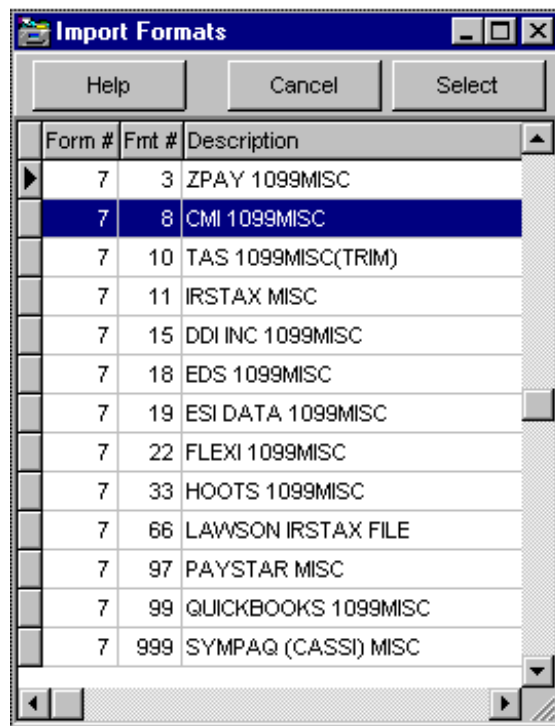 Import Formats
Help Cancel Select
Form # Fmt # Description
7 3 ZPAY 1099MISC
7 8 CMI 1099MISC
7 10 TAS 1099MISC(TRIM)
7 11 IRSTAX MISC
7 15 DDI INC 1099MISC
7 18 EDS 1099MISC
7 19 ESI DATA 1099MISC
7 22 FLEXI 1099MISC
7 33 HOOTS 1099MISC
7 66 LAWSON IRSTAX FILE
7 97 PAYSTAR MISC
7 99 QUICKBOOKS 1099MISC
7 999 SYMPAQ (CASSI) MISC